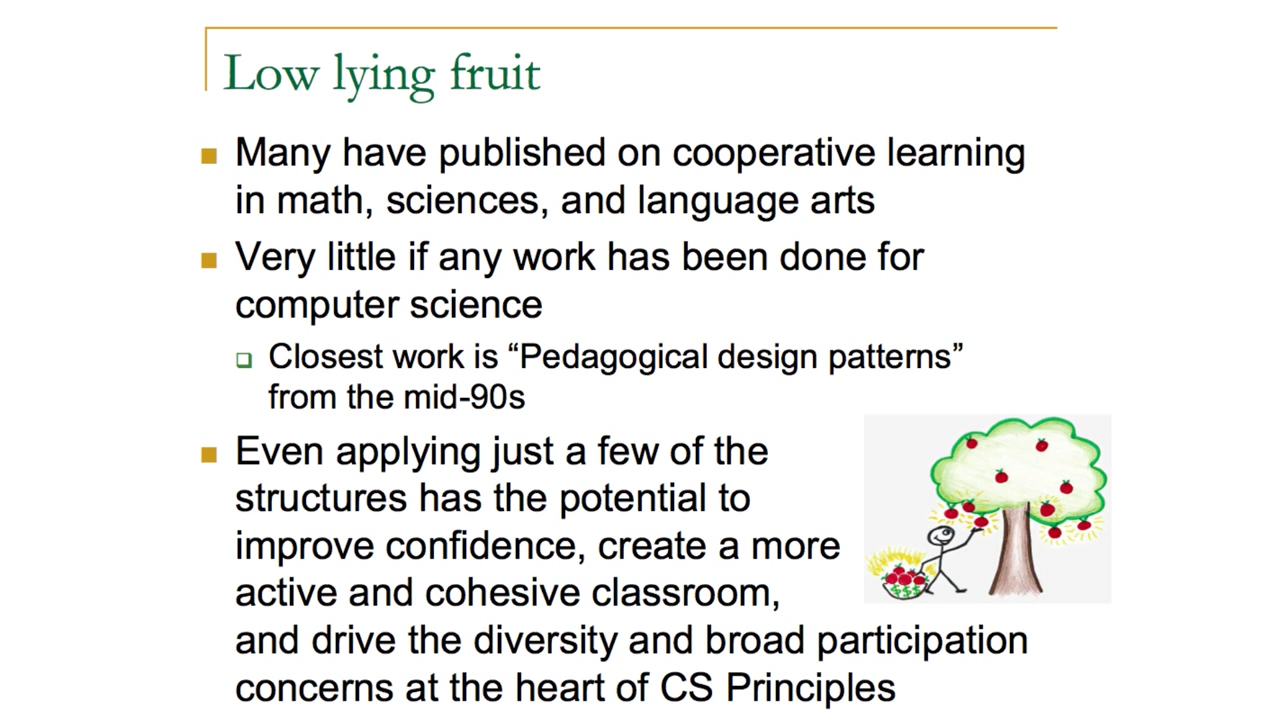 Low lying fruit
Many have published on cooperative learning
in math, sciences, and language arts
Very little if any work has been done for
computer science
Closest work is “Pedagogical design patterns”
from the mid-90s
Even applying just a few of the
structures has the potential to
improve confidence, create a more
active and cohesive classroom,
and drive the diversity and broad participation
concerns at the heart of CS Principles
$$$